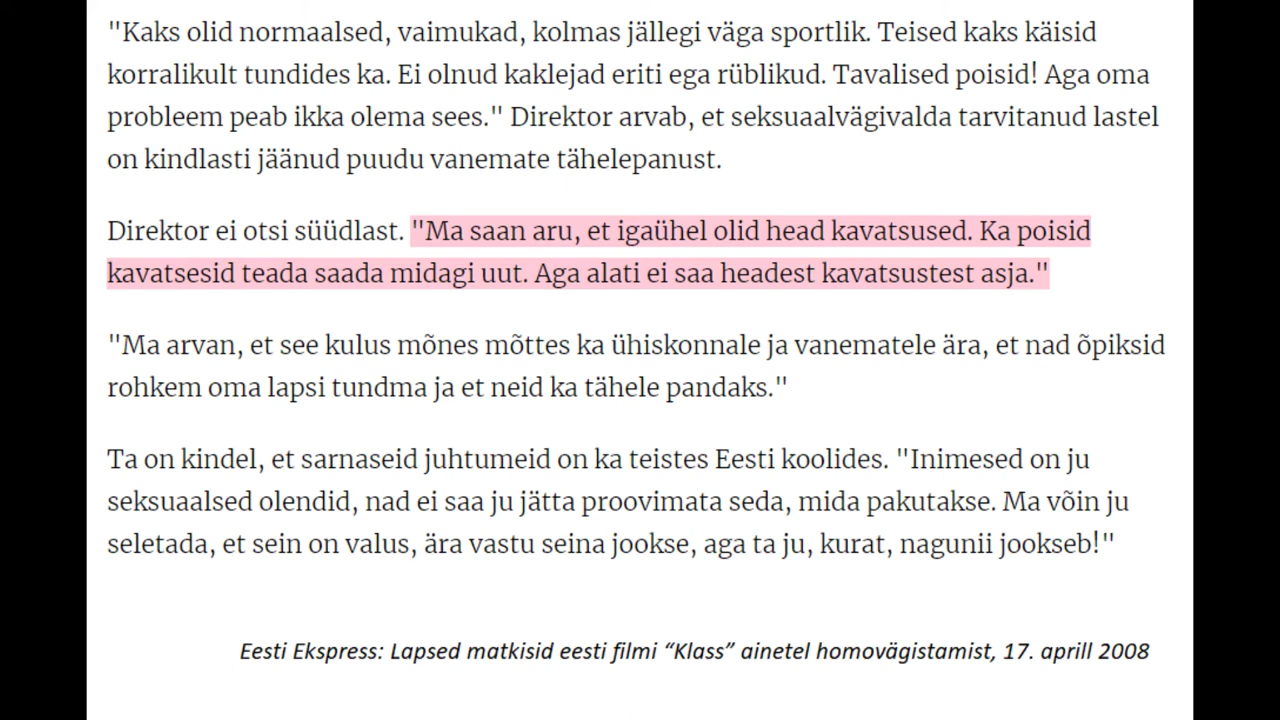 "Kaks olid normaalsed, vaimukad, kolmas jällegi väga sportlik. Teised kaks käisid
korralikult tundides ka. Ei olnud kaklejad eriti ega rüblikud. Tavalised poisid! Aga oma
probleem peab ikka olema sees." Direktor arvab, et seksuaalvägivalda tarvitanud lastel
on kindlasti jäänud puudu vanemate tähelepanust.
Direktor ei otsi süüdlast. "Ma saan aru, et igaühel olid head kavatsused. Ka poisid
kavatsesid teada saada midagi uut. Aga alati ei saa headest kavatsustest asja."
"Ma arvan, et see kulus mõnes mõttes ka ühiskonnale ja vanematele ära, et nad õpiksid
rohkem oma lapsi tundma ja et neid ka tähele pandaks."
Ta on kindel, et sarnaseid juhtumeid on ka teistes Eesti koolides. "Inimesed on ju
seksuaalsed olendid, nad ei saa ju jätta proovimata seda, mida pakutakse. Ma võin ju
seletada, et sein on valus, ära vastu seina jookse, aga ta ju, kurat, nagunii jookseb!"
Eesti Ekspress: Lapsed matkisid eesti filmi “Klass” ainetel homovägistamist, 17. aprill 2008